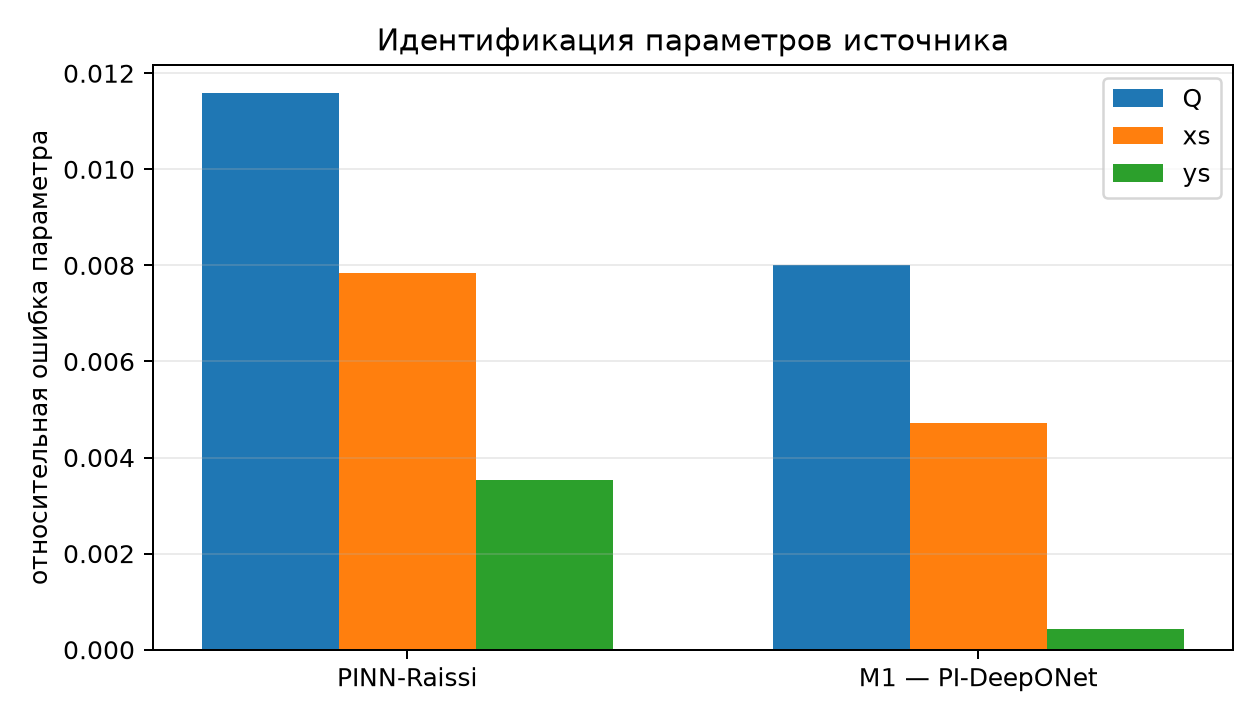 Идентификация параметров источника
относительная ошибка параметра
0.012
0.010
0.008
0.006
0.004
0.002
0.000
Q
xs
ys
PINN-Raissi
M1 — PI-DeepONet